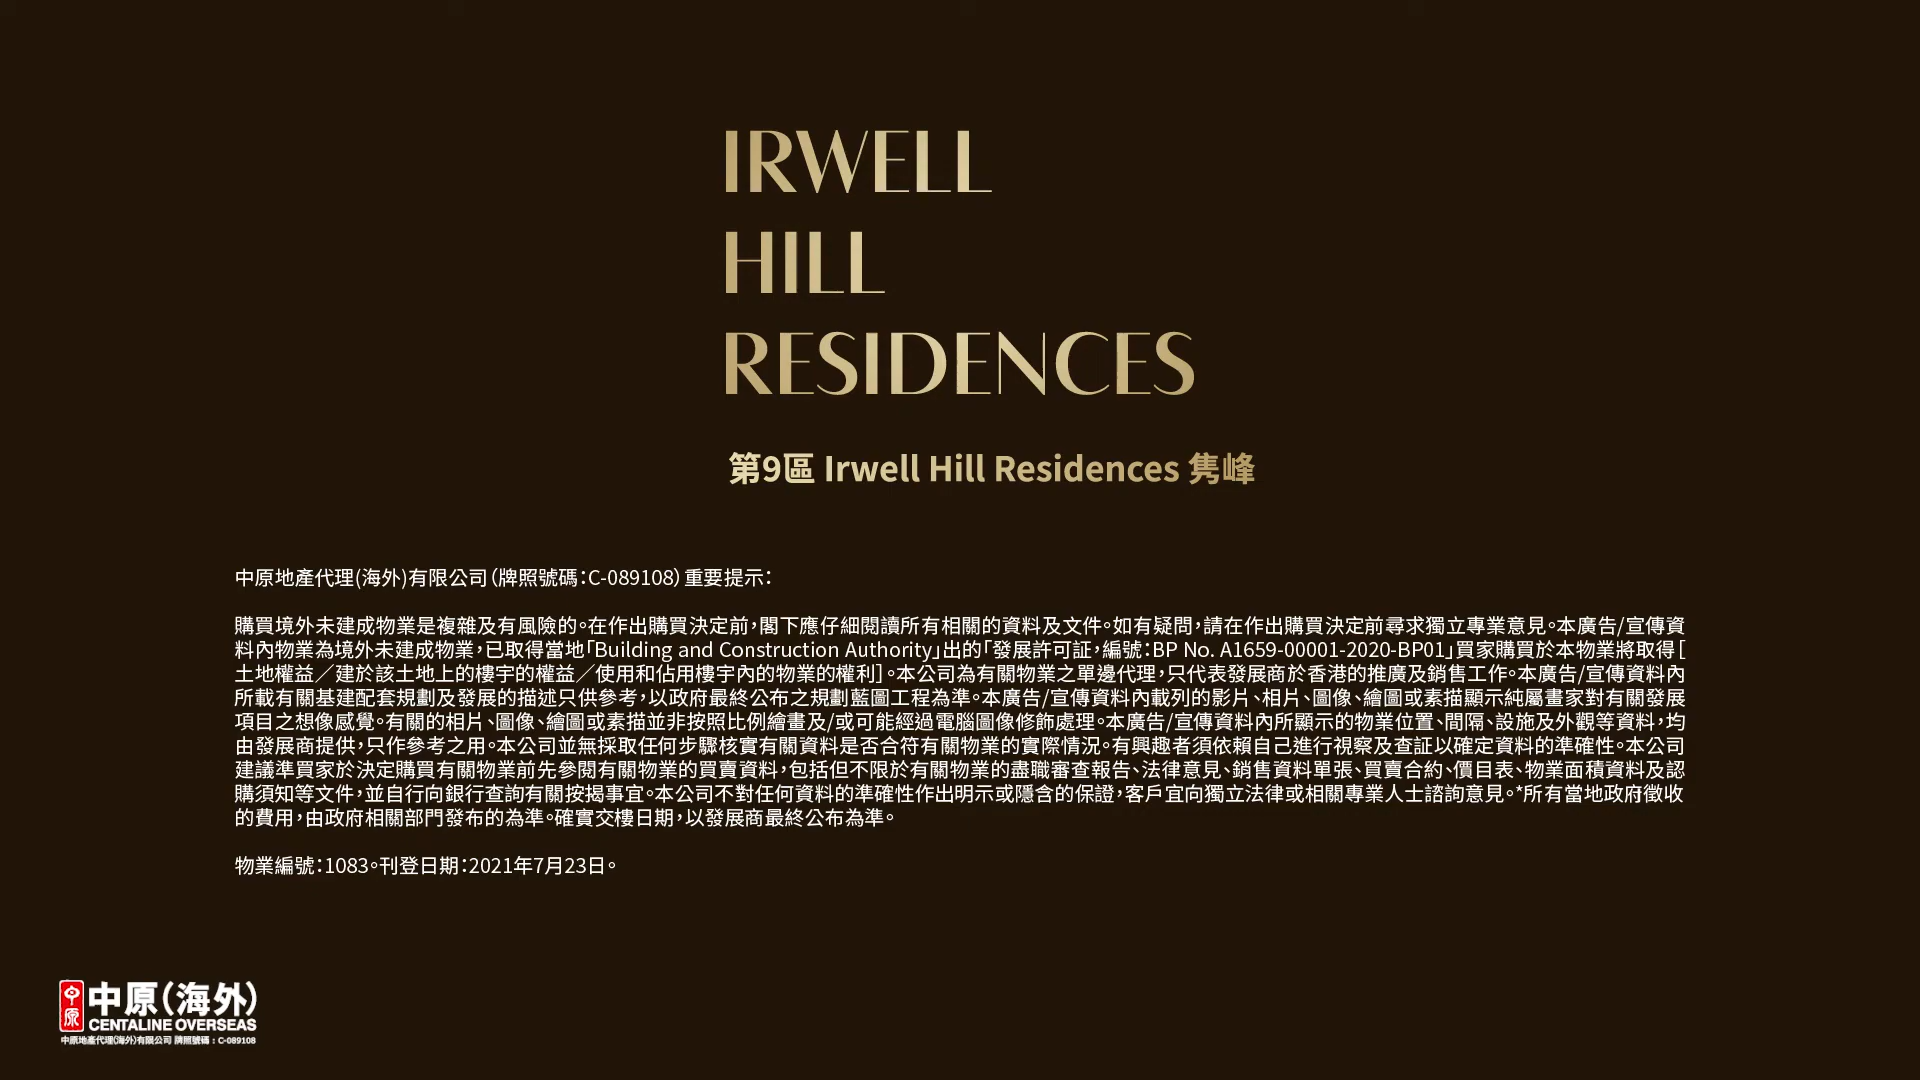 IRWELL
HILL
RESIDENCES
第9區 Irwell Hill Residences 雋峰
中原地產代理(海外)有限公司（牌照號碼：C-089108）重要提示：
購買境外未建成物業是複雜及有風險的。在作出購買決定前，閣下應仔細閱讀所有相關的資料及文件。如有疑問，請在作出購買決定前尋求獨立專業意見。本廣告/宣傳資
料內物業為境外未建成物業，已取得當地「Building and Construction Authority」出的「發展許可証，編號：BP No. A1659-00001-2020-BP01」買家購買於本物業將取得［
土地權益／建於該土地上的樓宇的權益／使用和佔用樓宇內的物業的權利］。本公司為有關物業之單邊代理，只代表發展商於香港的推廣及銷售工作。本廣告/宣傳資料內
所載有關基建配套規劃及發展的描述只供參考，以政府最終公布之規劃藍圖工程為準。本廣告/宣傳資料內載列的影片、相片、圖像、繪圖或素描顯示純屬畫家對有關發展
項目之想像感覺。有關的相片、圖像、繪圖或素描並非按照比例繪畫及/或可能經過電腦圖像修飾處理。本廣告/宣傳資料內所顯示的物業位置、間隔、設施及外觀等資料，均
由發展商提供，只作參考之用。本公司並無採取任何步驟核實有關資料是否合符有關物業的實際情況。有興趣者須依賴自己進行視察及查証以確定資料的準確性。本公司
建議準買家於決定購買有關物業前先參閱有關物業的買賣資料，包括但不限於有關物業的盡職審查報告、法律意見、銷售資料單張、買賣合約、價目表、物業面積資料及認
購須知等文件，並自行向銀行查詢有關按揭事宜。本公司不對任何資料的準確性作出明示或隱含的保證，客戶宜向獨立法律或相關專業人士諮詢意見。*所有當地政府徵收
的費用，由政府相關部門發布的為準。確實交樓日期，以發展商最終公布為準。
物業編號：1083。刊登日期：2021年7月23日。
中原 中原（海外）
CENTALINE OVERSEAS
中原地產代理(海外)有限公司 牌照號碼：C-089108